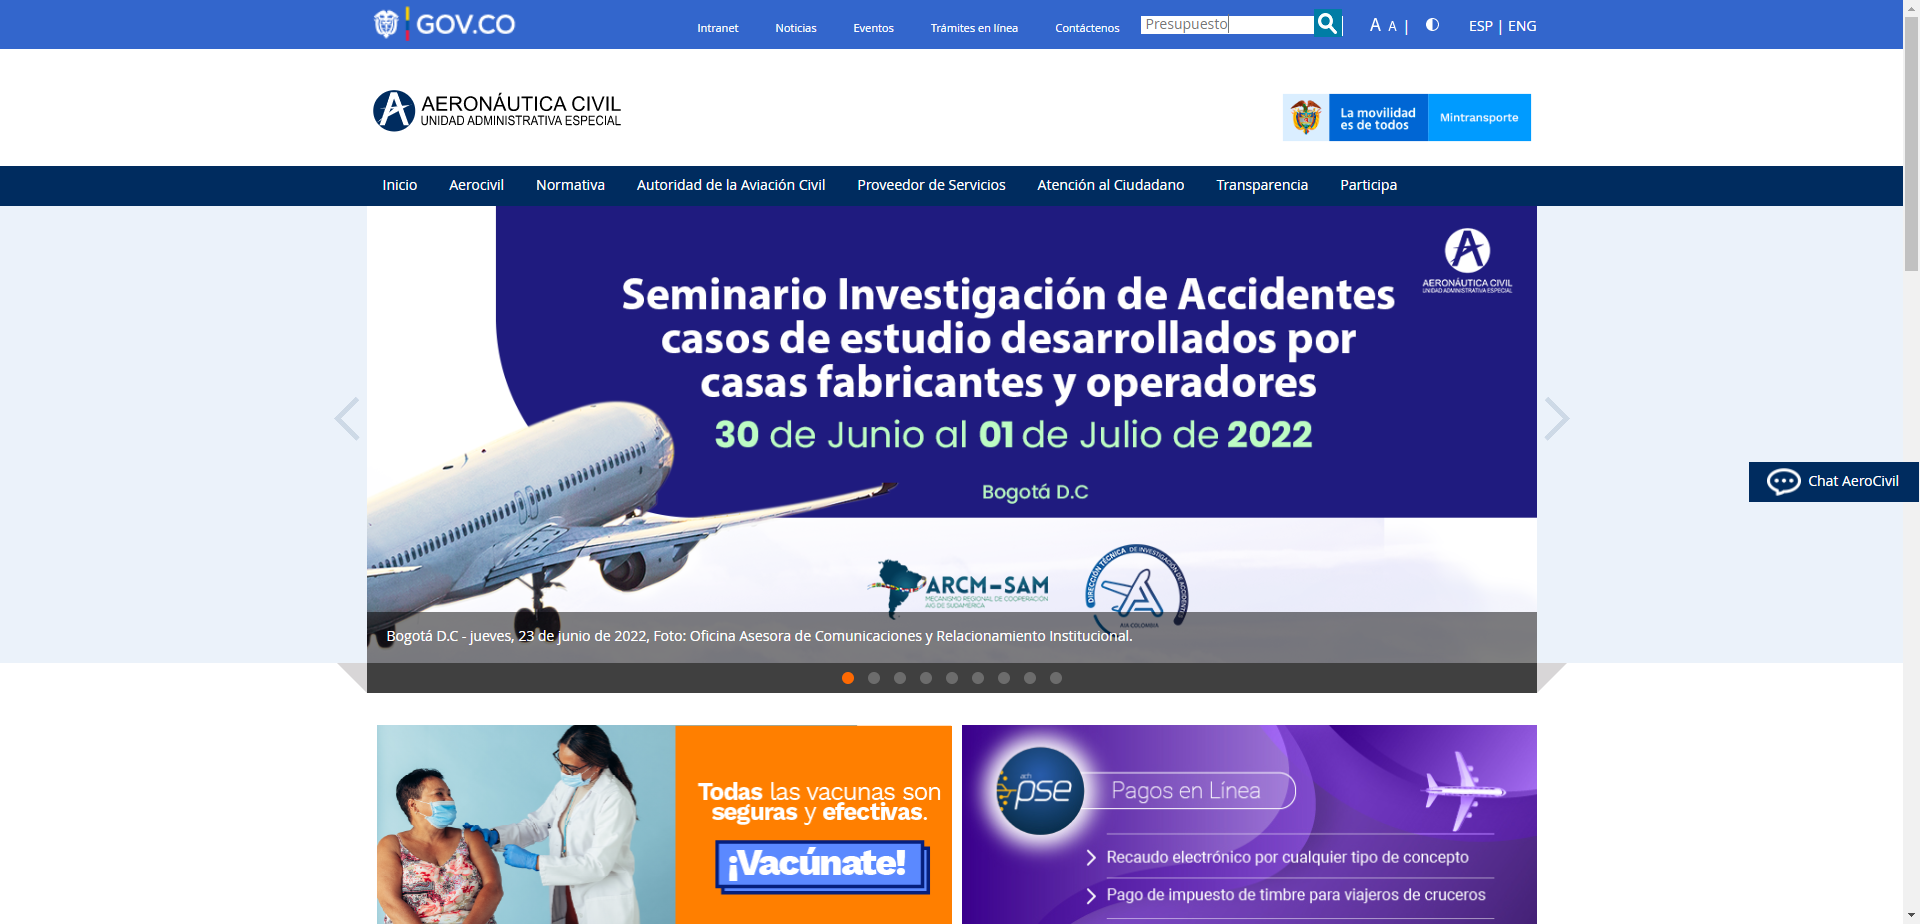 GOV.CO
Intranet
Noticias
Eventos
Trámites en línea
Contáctenos
Presupuesto
A A |
ESP | ENG
AERONÁUTICA CIVIL
UNIDAD ADMINISTRATIVA ESPECIAL
La movilidad
es de todos
Mintransporte
Inicio
Aerocivil
Normativa
Autoridad de la Aviación Civil
Proveedor de Servicios
Atención al Ciudadano
Transparencia
Participa
AERONÁUTICA CIVIL
UNIDAD ADMINISTRATIVA ESPECIAL
Seminario Investigación de Accidentes
casos de estudio desarrollados por
casas fabricantes y operadores
30 de Junio al 01 de Julio de 2022
Bogotá D.C
Chat AeroCivil
ARCM-SAM
MECANISMO REGIONAL DE COOPERACIÓN
AIG DE SUDAMÉRICA
DIRECCIÓN TÉCNICA DE INVESTIGACIÓN DE ACCIDENTES
AIA COLOMBIA
Bogotá D.C - jueves, 23 de junio de 2022, Foto: Oficina Asesora de Comunicaciones y Relacionamiento Institucional.
Todas las vacunas son
seguras y efectivas.
¡Vacúnate!
ach
pse
Pagos en Línea
Recaudo electrónico por cualquier tipo de concepto
Pago de impuesto de timbre para viajeros de cruceros